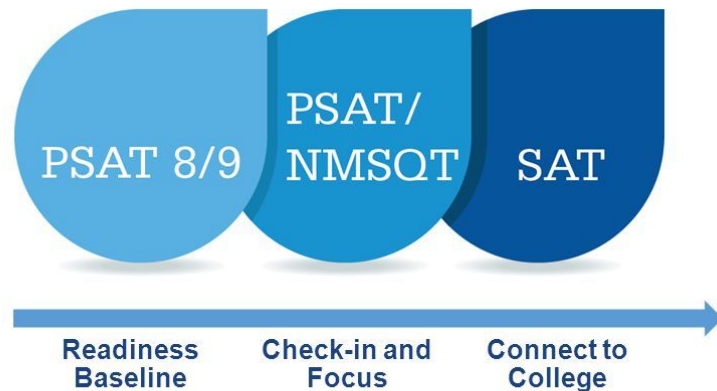 PSAT 8/9
PSAT/
NMSQT
SAT
Readiness
Baseline
Check-in and
Focus
Connect to
College